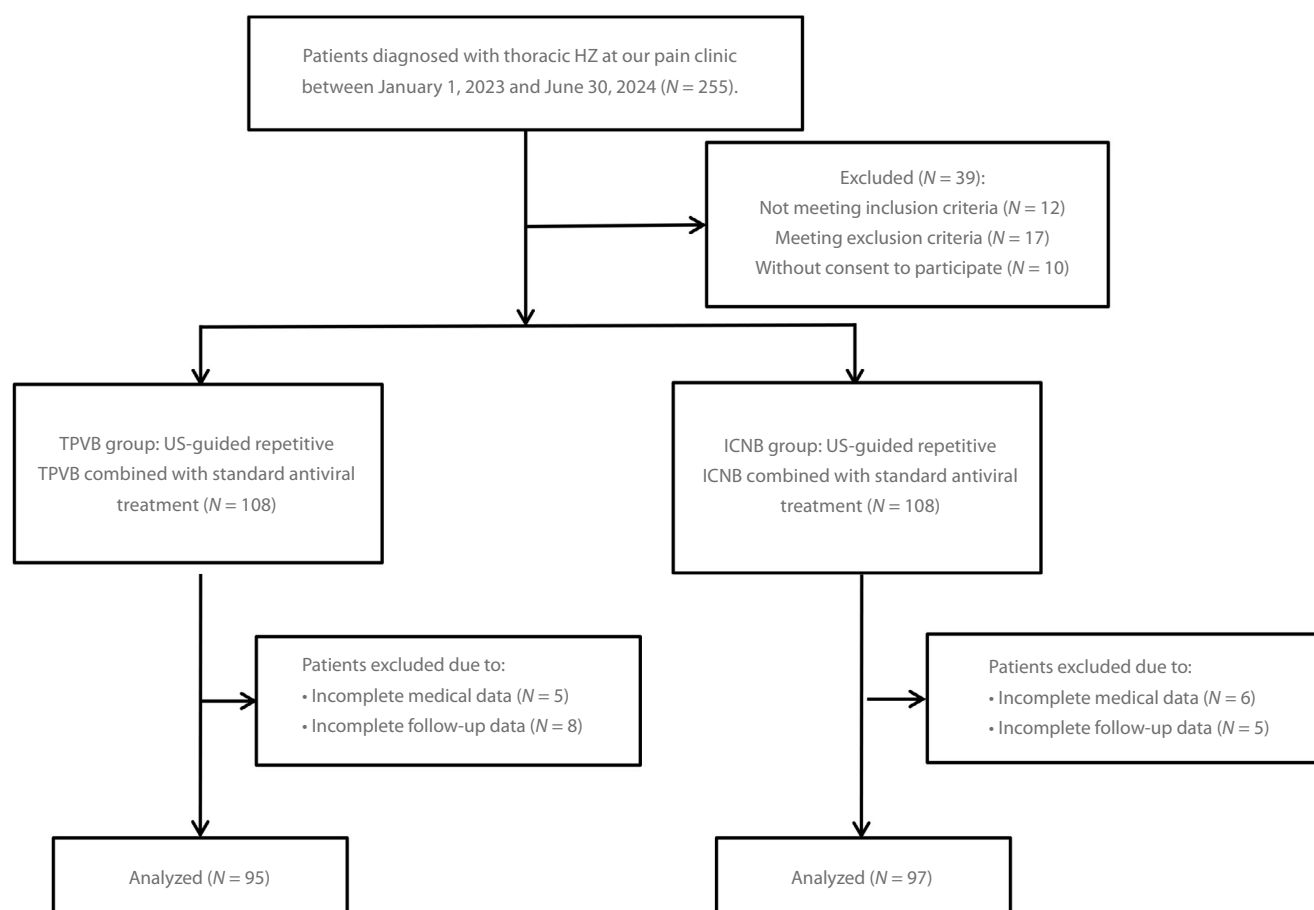 Patients diagnosed with thoracic HZ at our pain clinic
between January 1, 2023 and June 30, 2024 (N = 255).
Excluded (N = 39):
Not meeting inclusion criteria (N = 12)
Meeting exclusion criteria (N = 17)
Without consent to participate (N = 10)
TPVB group: US-guided repetitive
TPVB combined with standard antiviral
treatment (N = 108)
ICNB group: US-guided repetitive
ICNB combined with standard antiviral
treatment (N = 108)
Patients excluded due to:
• Incomplete medical data (N = 5)
• Incomplete follow-up data (N = 8)
Patients excluded due to:
• Incomplete medical data (N = 6)
• Incomplete follow-up data (N = 5)
Analyzed (N = 95)
Analyzed (N = 97)